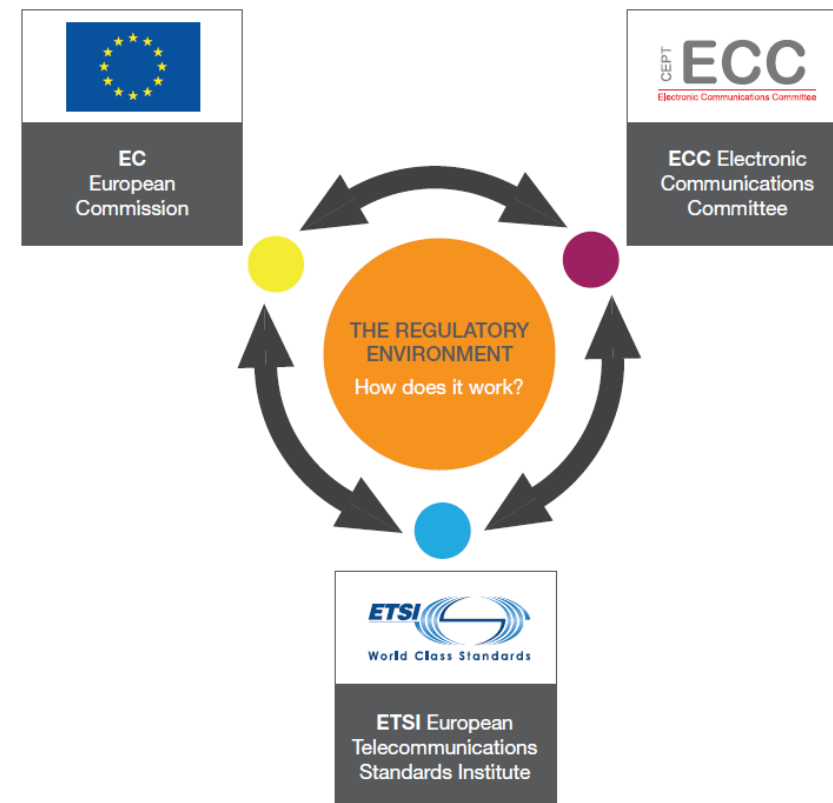 CEPT
ECC
Electronic Communications Committee
EC
European
Commission
ECC Electronic
Communications
Committee
THE REGULATORY
ENVIRONMENT
How does it work?
ETSI
World Class Standards
ETSI European
Telecommunications
Standards Institute